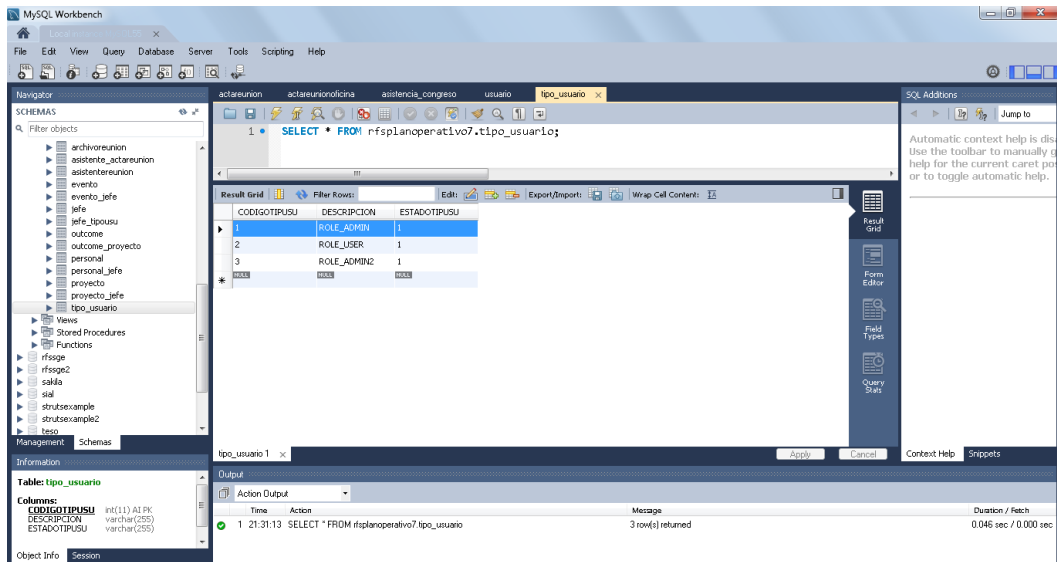 MySQL Workbench
File Edit View Query Database Server Tools Scripting Help
Navigator
SCHEMAS
Filter objects
archivoreunion
asistente_actareunion
asistentereunion
evento
evento_jefe
jefe
jefe_tipousu
outcome
outcome_proyecto
personal
personal_jefe
proyecto
proyecto_jefe
tipo_usuario
Views
Stored Procedures
Functions
rfssge
rfssge2
sakila
sial
strutsexample
strutsexample2
teso
Management Schemas
Information
Table: tipo_usuario
Columns:
CODIGOTIPUSU int(11) AI PK
DESCRIPCION varchar(255)
ESTADOTIPUSU varchar(255)
Object Info Session
actareunion actareunionoficina asistencia_congreso usuario tipo_usuario
1 SELECT * FROM rfsplanoperativo7.tipo_usuario;
Result Grid Filter Rows: Edit: Export/Import: Wrap Cell Content:
CODIGOTIPUSU DESCRIPCION ESTADOTIPUSU
1 ROLE_ADMIN 1
2 ROLE_USER 1
3 ROLE_ADMIN2 1
NULL NULL NULL
Result Grid
Form Editor
Field Types
Query Stats
tipo_usuario 1 Apply Cancel
Output
Action Output
Time Action Message Duration / Fetch
1 21:31:13 SELECT * FROM rfsplanoperativo7.tipo_usuario 3 row(s) returned 0.046 sec / 0.000 sec
SQL Additions
Jump to
Automatic context help is dis
Use the toolbar to manually g
help for the current caret po
or to toggle automatic help.
Context Help Snippets